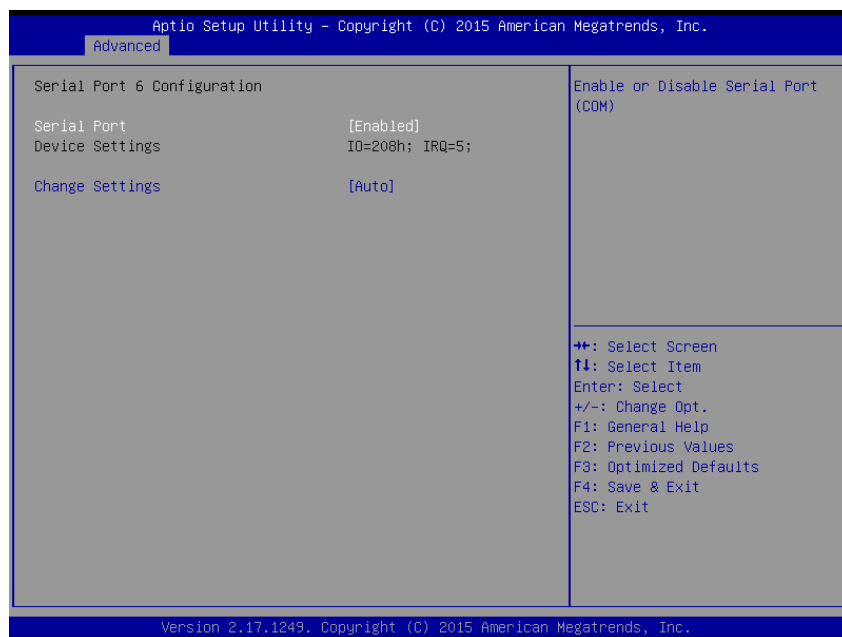 Aptio Setup Utility – Copyright (C) 2015 American Megatrends, Inc.
Advanced
Serial Port 6 Configuration
Serial Port [Enabled]
Device Settings IO=208h; IRQ=5;
Change Settings [Auto]
Enable or Disable Serial Port
(COM)
→←: Select Screen
↑↓: Select Item
Enter: Select
+/-: Change Opt.
F1: General Help
F2: Previous Values
F3: Optimized Defaults
F4: Save & Exit
ESC: Exit
Version 2.17.1249. Copyright (C) 2015 American Megatrends, Inc.